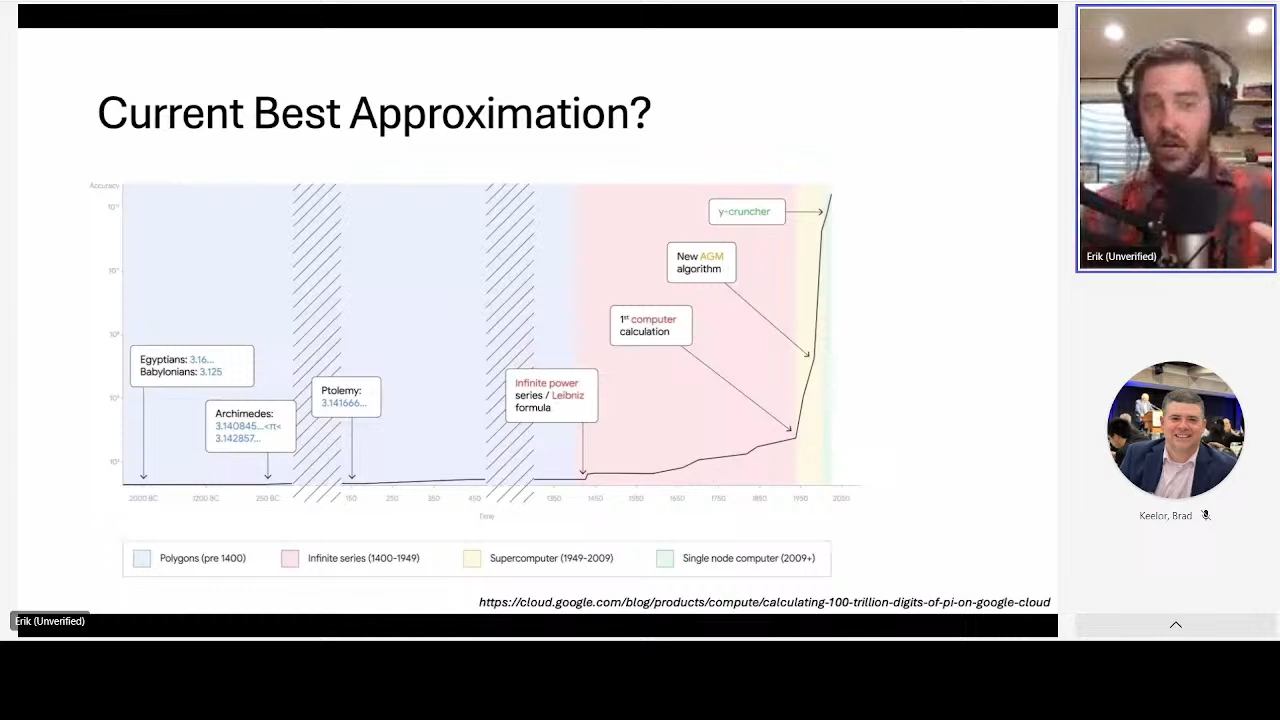 Current Best Approximation?
Accuracy
y-cruncher
New AGM
algorithm
1st computer
calculation
Egyptians: 3.16...
Babylonians: 3.125
Archimedes:
3.140845...<π<
3.142857...
Ptolemy:
3.141666...
Infinite power
series / Leibniz
formula
2000 BC 1200 BC 250 BC 150 250 350 450 1350 1450 1550 1650 1750 1850 1950 2050
Time
Polygons (pre 1400) Infinite series (1400-1949) Supercomputer (1949-2009) Single node computer (2009+)
https://cloud.google.com/blog/products/compute/calculating-100-trillion-digits-of-pi-on-google-cloud
Erik (Unverified)
Erik (Unverified)
Keelor, Brad